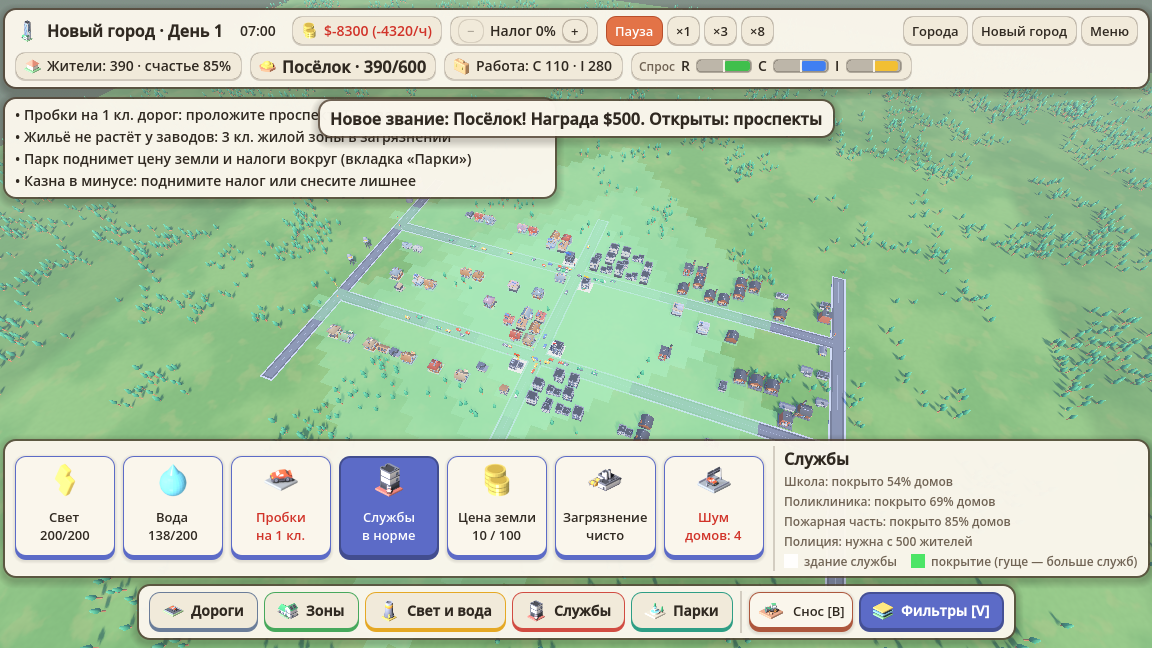 Новый город · День 1
07:00
$-8300 (-4320/ч)
− Налог 0% +
Пауза
×1
×3
×8
Города
Новый город
Меню
Жители: 390 · счастье 85%
Посёлок · 390/600
Работа: C 110 · I 280
Спрос R C I
• Пробки на 1 кл. дорог: проложите проспе
• Жильё не растёт у заводов: 3 кл. жилой зоны в загрязнении
• Парк поднимет цену земли и налоги вокруг (вкладка «Парки»)
• Казна в минусе: поднимите налог или снесите лишнее
Новое звание: Посёлок! Награда $500. Открыты: проспекты
Свет
200/200
Вода
138/200
Пробки
на 1 кл.
Службы
в норме
Цена земли
10 / 100
Загрязнение
чисто
Шум
домов: 4
Службы
Школа: покрыто 54% домов
Поликлиника: покрыто 69% домов
Пожарная часть: покрыто 85% домов
Полиция: нужна с 500 жителей
здание службы
покрытие (гуще — больше служб)
Дороги
Зоны
Свет и вода
Службы
Парки
Снос [B]
Фильтры [V]